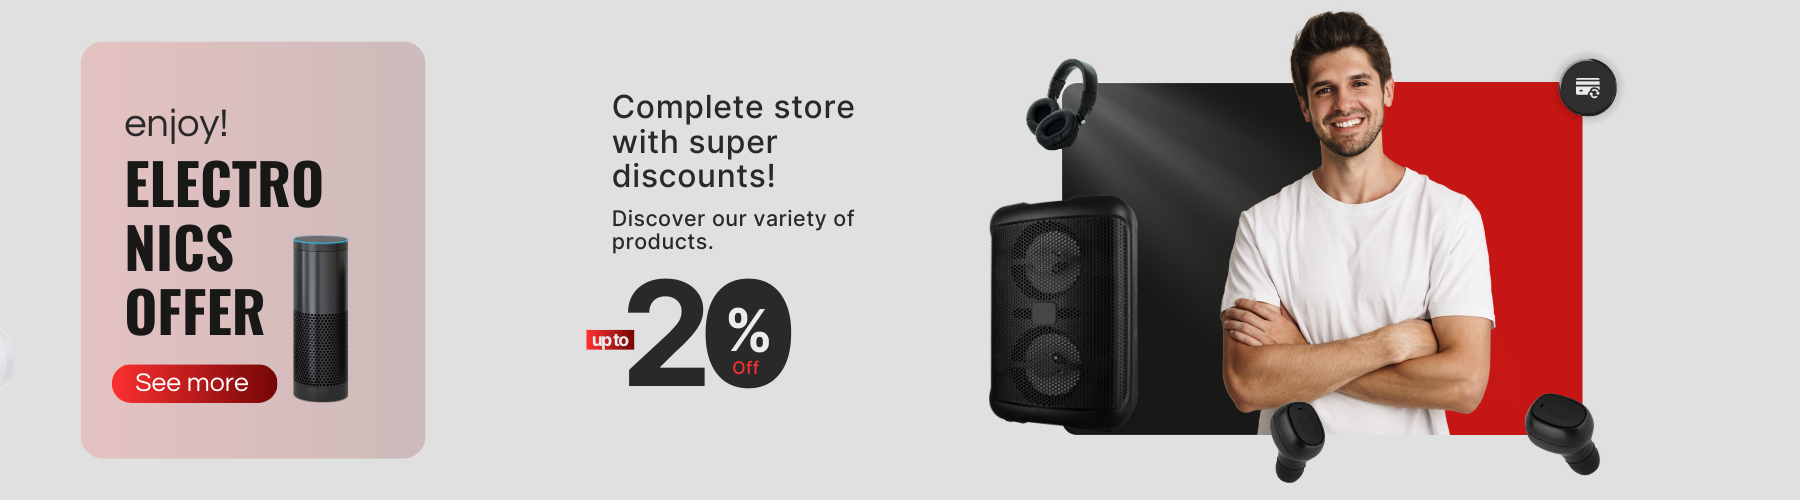 enjoy!
ELECTRO
NICS
OFFER
See more
Complete store
with super
discounts!
Discover our variety of
products.
up to
20
%
Off